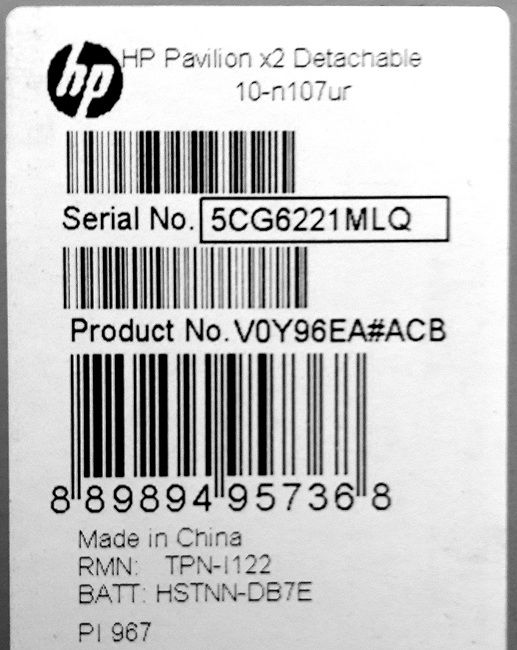 hp
HP Pavilion x2 Detachable
10-n107ur
Serial No. 5CG6221MLQ
Product No. V0Y96EA#ACB
8 89894 95736 8
Made in China
RMN: TPN-I122
BATT: HSTNN-DB7E
PI 967